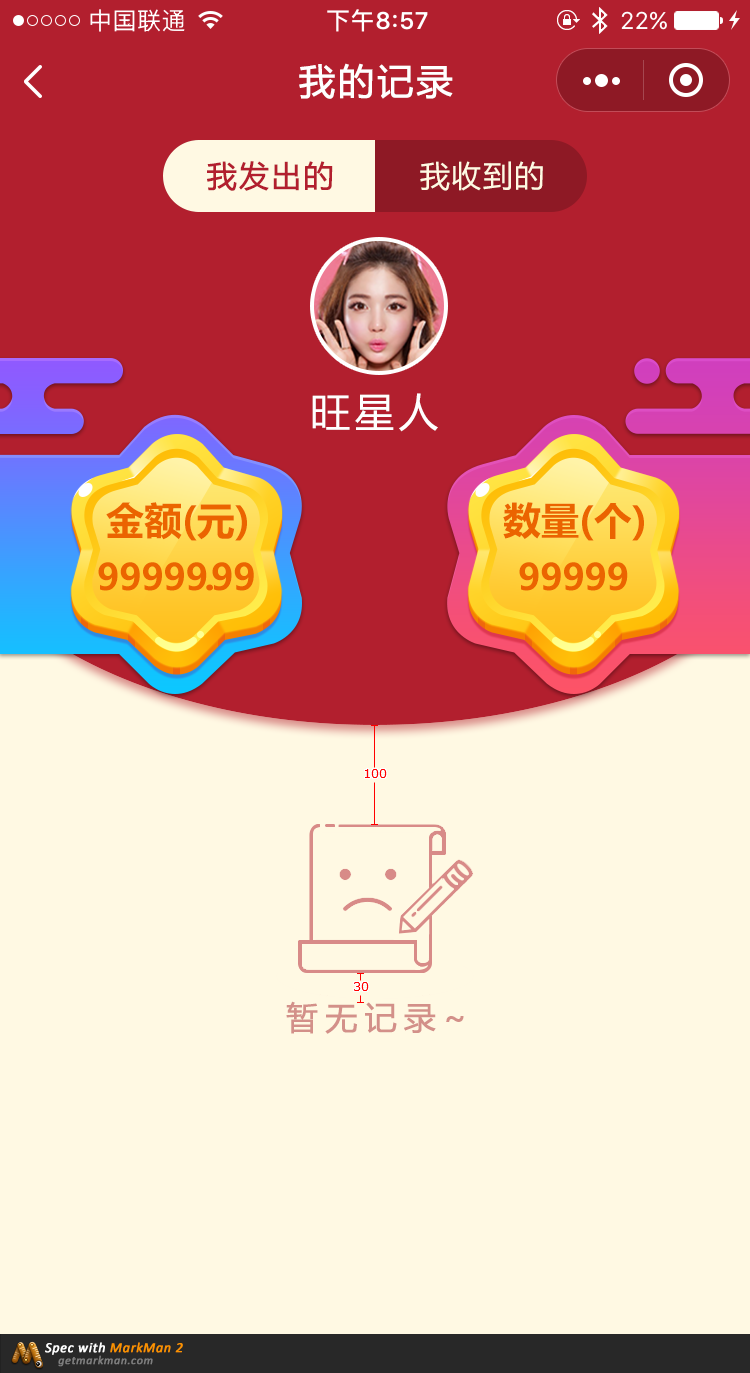 中国联通 下午8:57 22%
我的记录
我发出的 我收到的
旺星人
金额(元) 数量(个)
99999.99 99999
100
30
暂无记录~
Spec with MarkMan 2
getmarkman.com